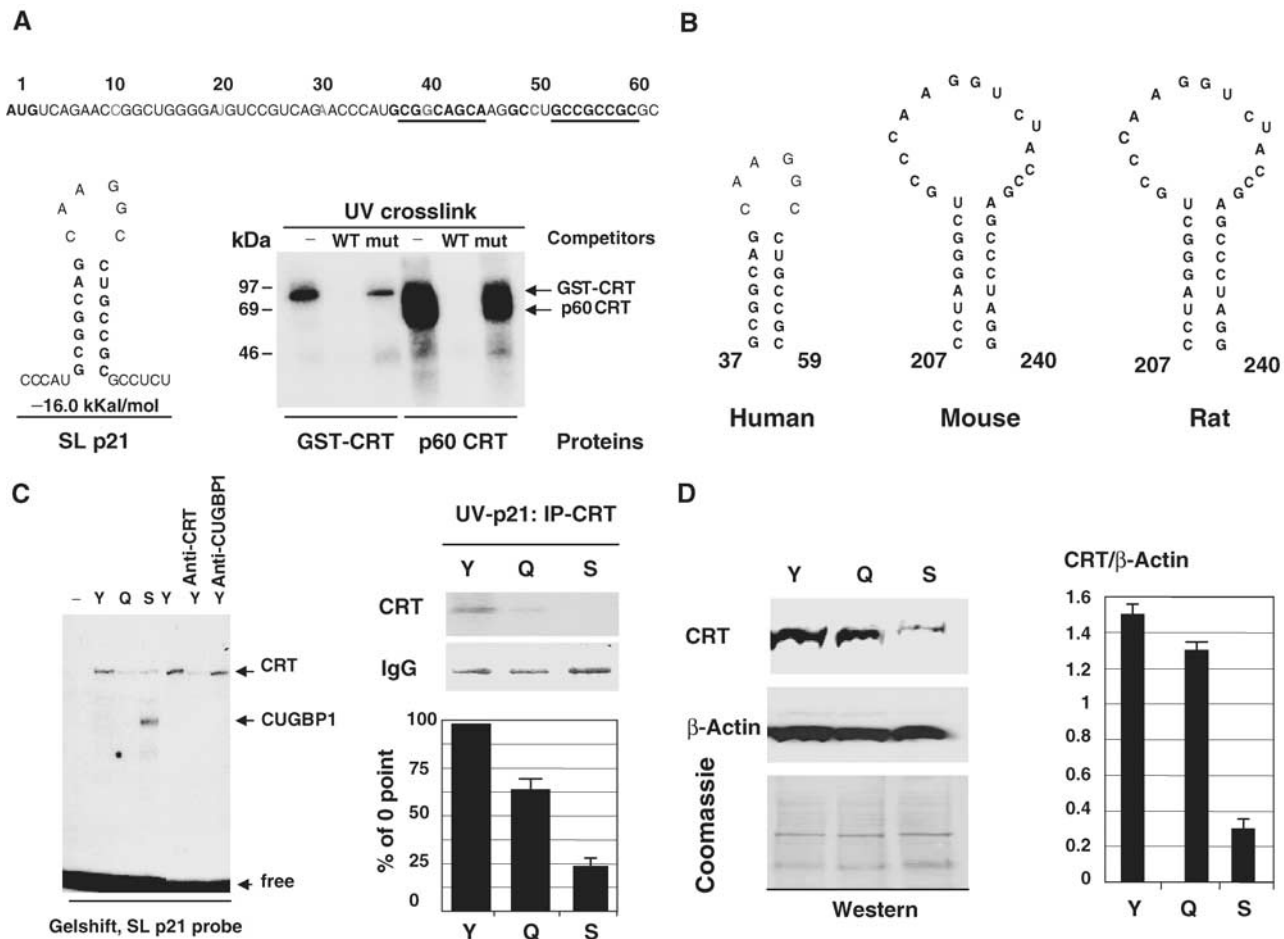 A
1 10 20 30 40 50 60
AUGUCAGAACCGGCUGGGGAUGUCCGUCAGAACCCAUGCGGCAGCAAGGCCUGCCGCCGC GC
A A G G C
A C
C
G C
A U
C G
G C
G C
C G
G C
CCCAU GCCUCU
−16.0 kKal/mol
SL p21
UV crosslink
kDa – WT mut – WT mut Competitors
97 GST-CRT
69 p60 CRT
46
GST-CRT p60 CRT Proteins
B
A A G G C
A C
C
G C
A U
C G
G C
G C
C G
G C
37 59
Human
G C C C A A A G G U C U A C C G
U A
C G
G C
G C
G C
A U
U A
C G
C G
207 240
Mouse
G C C C A A A G G U C U A C C G
U A
C G
G C
G C
G C
A U
U A
C G
C G
207 240
Rat
C
Anti-CRT
Anti-CUGBP1
– Y Q S Y Y Y
CRT
CUGBP1
free
Gelshift, SL p21 probe
UV-p21: IP-CRT
Y Q S
CRT
IgG
% of 0 point
100
75
50
25
0
Y Q S
D
Y Q S
CRT
β-Actin
Coomassie
Western
CRT/β-Actin
1.6
1.4
1.2
1
0.8
0.6
0.4
0.2
0
Y Q S